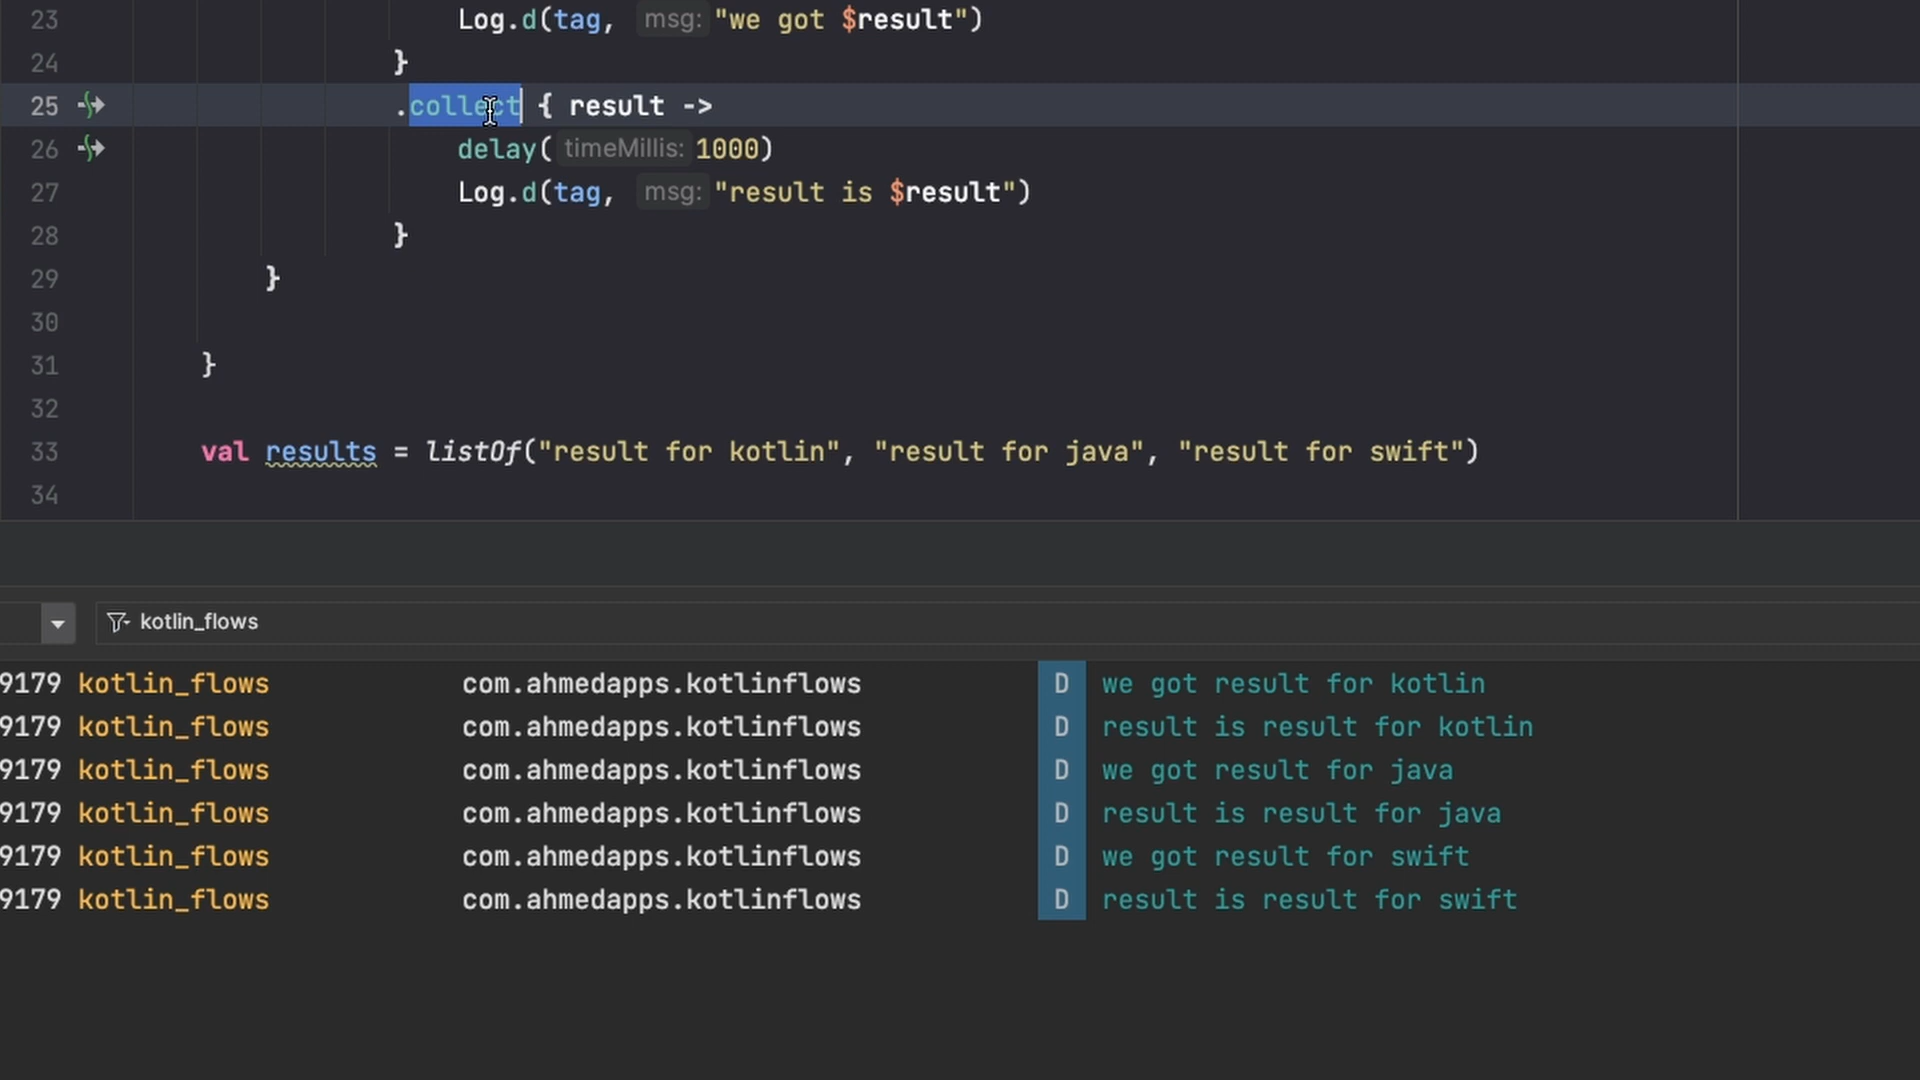 23 Log.d(tag, msg: "we got $result")
24 }
25 .collect { result ->
26 delay( timeMillis: 1000)
27 Log.d(tag, msg: "result is $result")
28 }
29 }
30
31 }
32
33 val results = listOf("result for kotlin", "result for java", "result for swift")
34
kotlin_flows
9179 kotlin_flows com.ahmedapps.kotlinflows D we got result for kotlin
9179 kotlin_flows com.ahmedapps.kotlinflows D result is result for kotlin
9179 kotlin_flows com.ahmedapps.kotlinflows D we got result for java
9179 kotlin_flows com.ahmedapps.kotlinflows D result is result for java
9179 kotlin_flows com.ahmedapps.kotlinflows D we got result for swift
9179 kotlin_flows com.ahmedapps.kotlinflows D result is result for swift